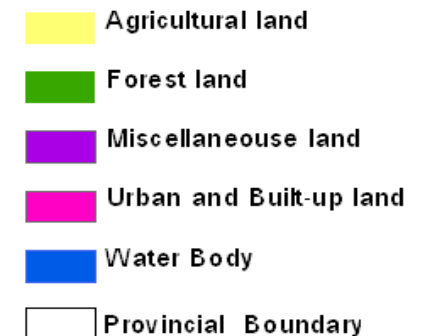 Agricultural land
Forest land
Miscellaneouse land
Urban and Built-up land
Water Body
Provincial Boundary